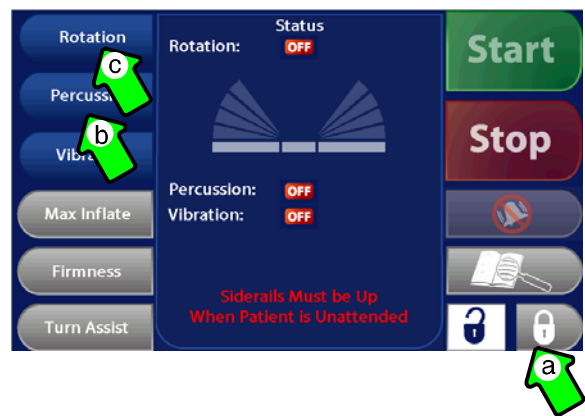 Rotation
c
Percussi
b
Vibra
Max Inflate
Firmness
Turn Assist
Status
Rotation: OFF
Percussion: OFF
Vibration: OFF
Siderails Must be Up
When Patient is Unattended
Start
Stop
a